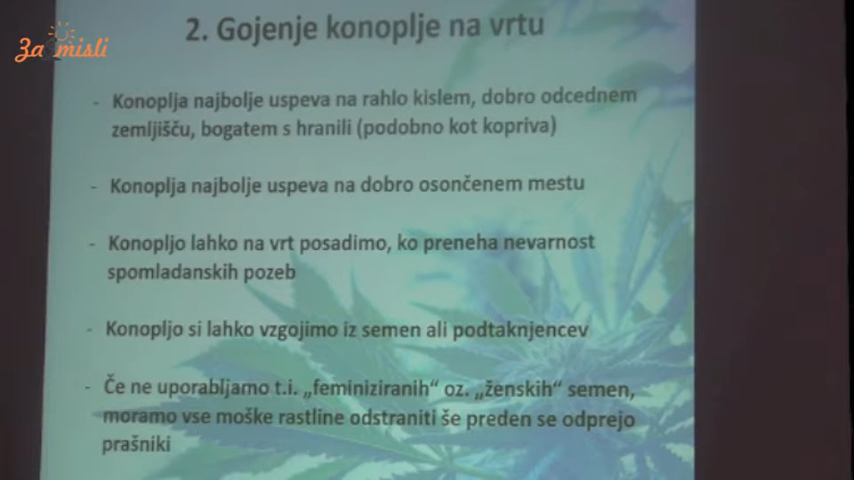 Za misli
2. Gojenje konoplje na vrtu
- Konoplja najbolje uspeva na rahlo kislem, dobro odcednem
zemljišču, bogatem s hranili (podobno kot kopriva)
- Konoplja najbolje uspeva na dobro osončenem mestu
- Konopljo lahko na vrt posadimo, ko preneha nevarnost
spomladanskih pozeb
- Konopljo si lahko vzgojimo iz semen ali podtaknjencev
- Če ne uporabljamo t.i. „feminiziranih“ oz. „ženskih“ semen,
moramo vse moške rastline odstraniti še preden se odprejo
prašniki